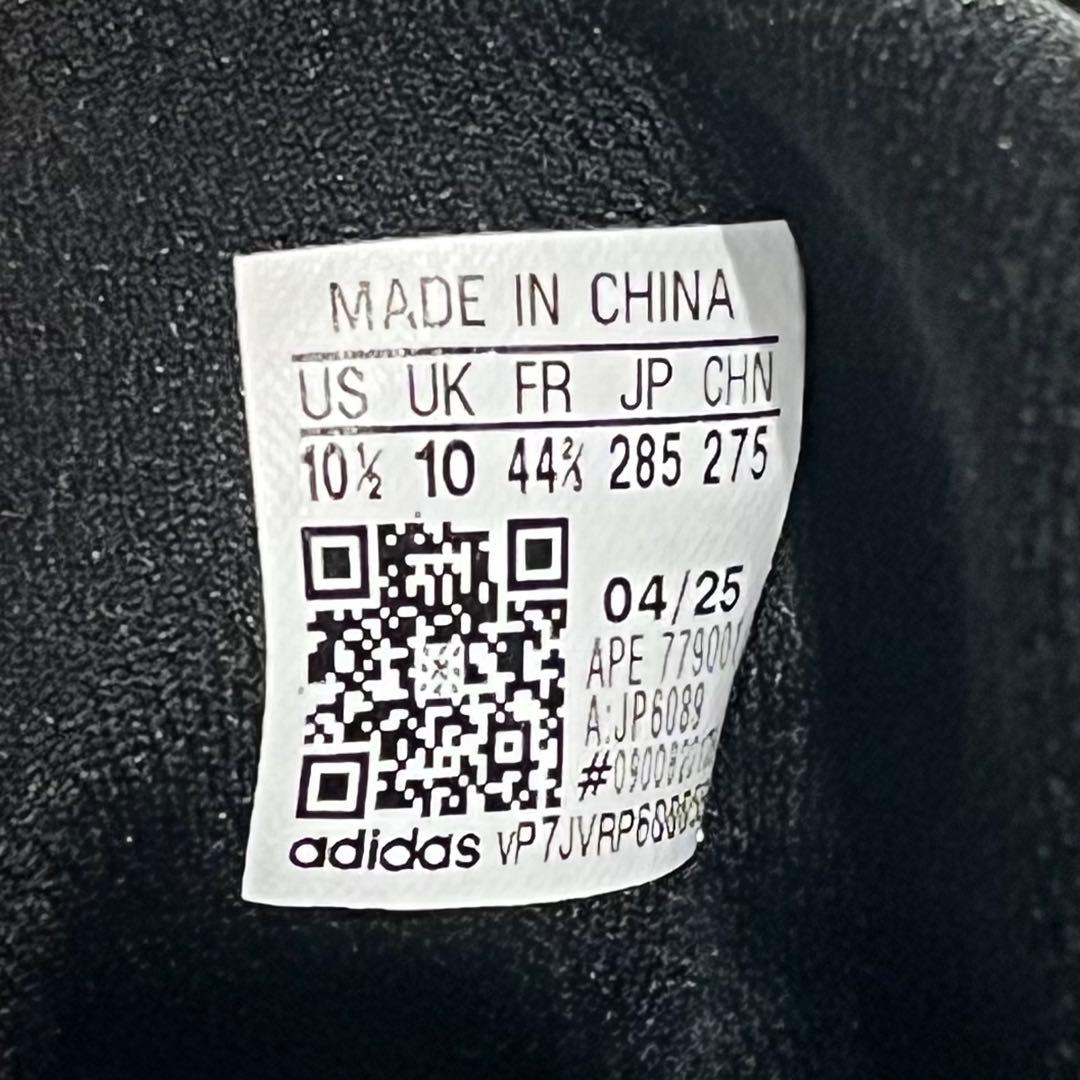 MADE IN CHINA
US UK FR JP CHN
10½ 10 44⅔ 285 275
04/25
APE 779001
A:JP6089
adidas